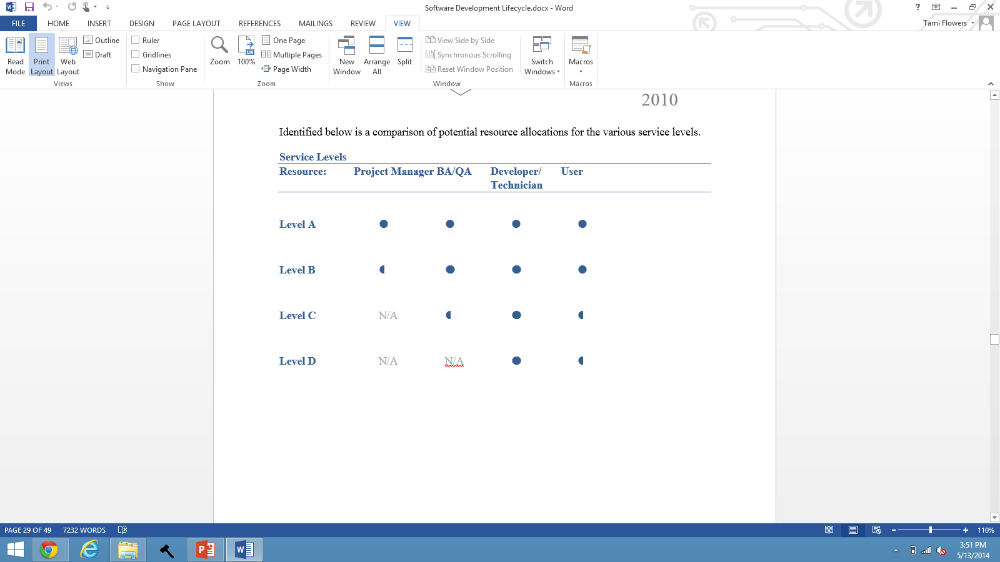 Software Development Lifecycle.docx - Word
?
FILE HOME INSERT DESIGN PAGE LAYOUT REFERENCES MAILINGS REVIEW VIEW Tami Flowers
Read Mode
Print Layout
Web Layout
Outline
Draft
Views
Ruler
Gridlines
Navigation Pane
Show
Zoom
100
100%
One Page
Multiple Pages
Page Width
Zoom
New Window
Arrange All
Split
View Side by Side
Synchronous Scrolling
Reset Window Position
Window
Switch Windows
Macros
Macros
2010
Identified below is a comparison of potential resource allocations for the various service levels.
Service Levels
Resource: Project Manager BA/QA Developer/ User
Technician
Level A ● ● ● ●
Level B ◖ ● ● ●
Level C N/A ◖ ● ◖
Level D N/A N/A ● ◖
PAGE 29 OF 49 7232 WORDS 110%
3:51 PM
5/13/2014